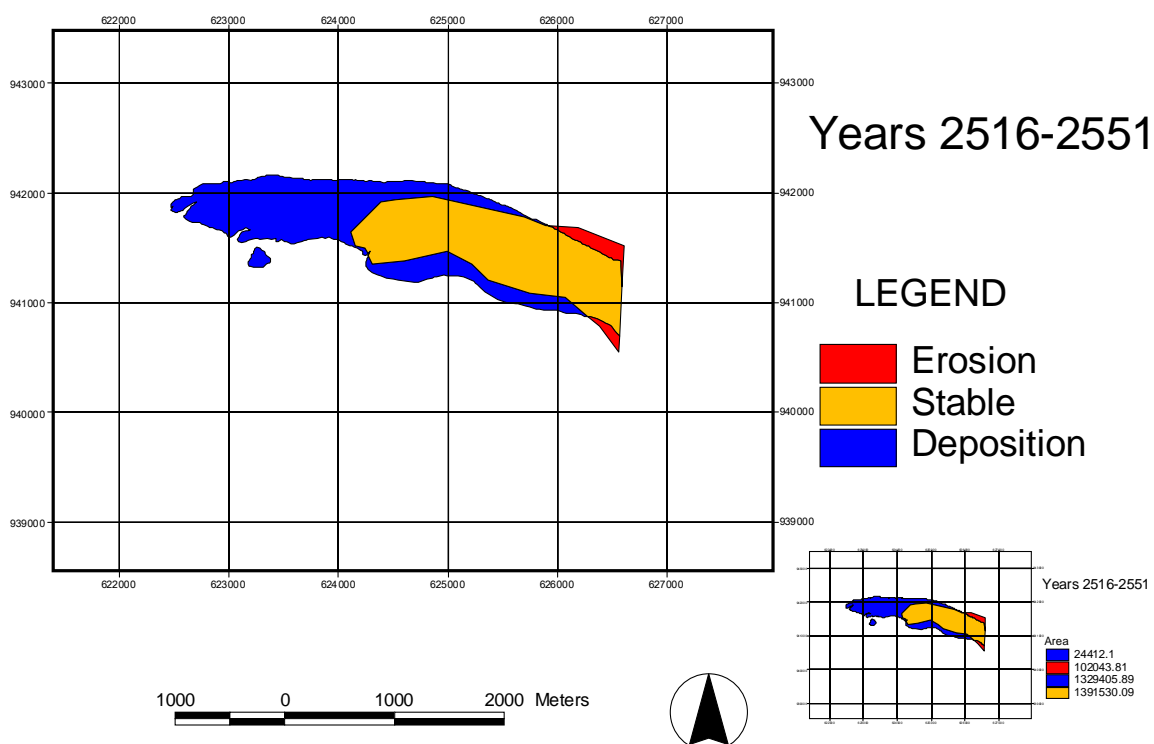 622000 623000 624000 625000 626000 627000
943000 943000
Years 2516-2551
942000 942000
LEGEND
941000 941000
Erosion
Stable
940000 940000
Deposition
939000 939000
622000 623000 624000 625000 626000 627000
Years 2516-2551
Area
24412.1
102043.81
1329405.89
1391530.09
1000 0 1000 2000 Meters